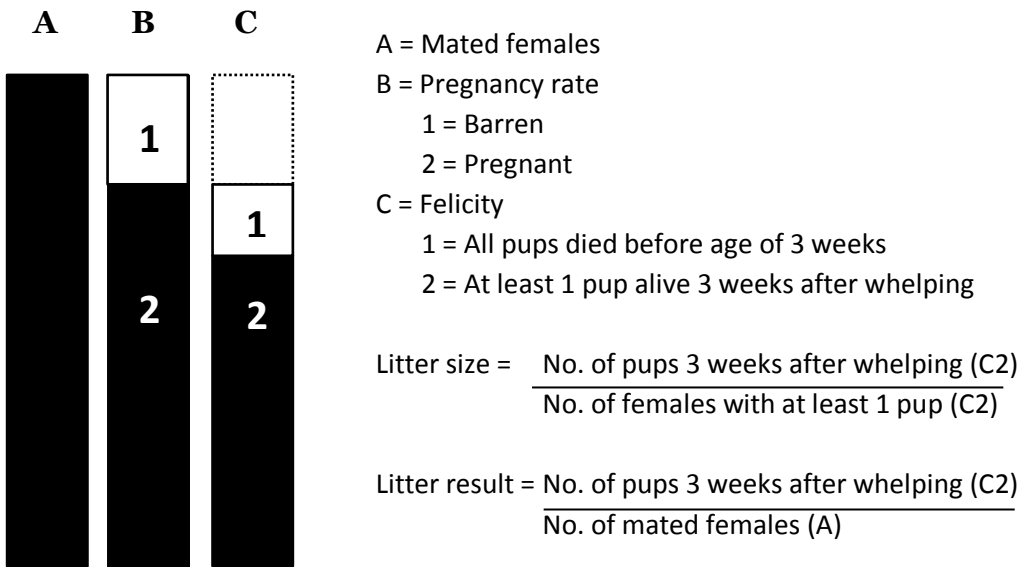 A B C
1
1
2
2
A = Mated females
B = Pregnancy rate
1 = Barren
2 = Pregnant
C = Felicity
1 = All pups died before age of 3 weeks
2 = At least 1 pup alive 3 weeks after whelping
Litter size = No. of pups 3 weeks after whelping (C2)
No. of females with at least 1 pup (C2)
Litter result = No. of pups 3 weeks after whelping (C2)
No. of mated females (A)